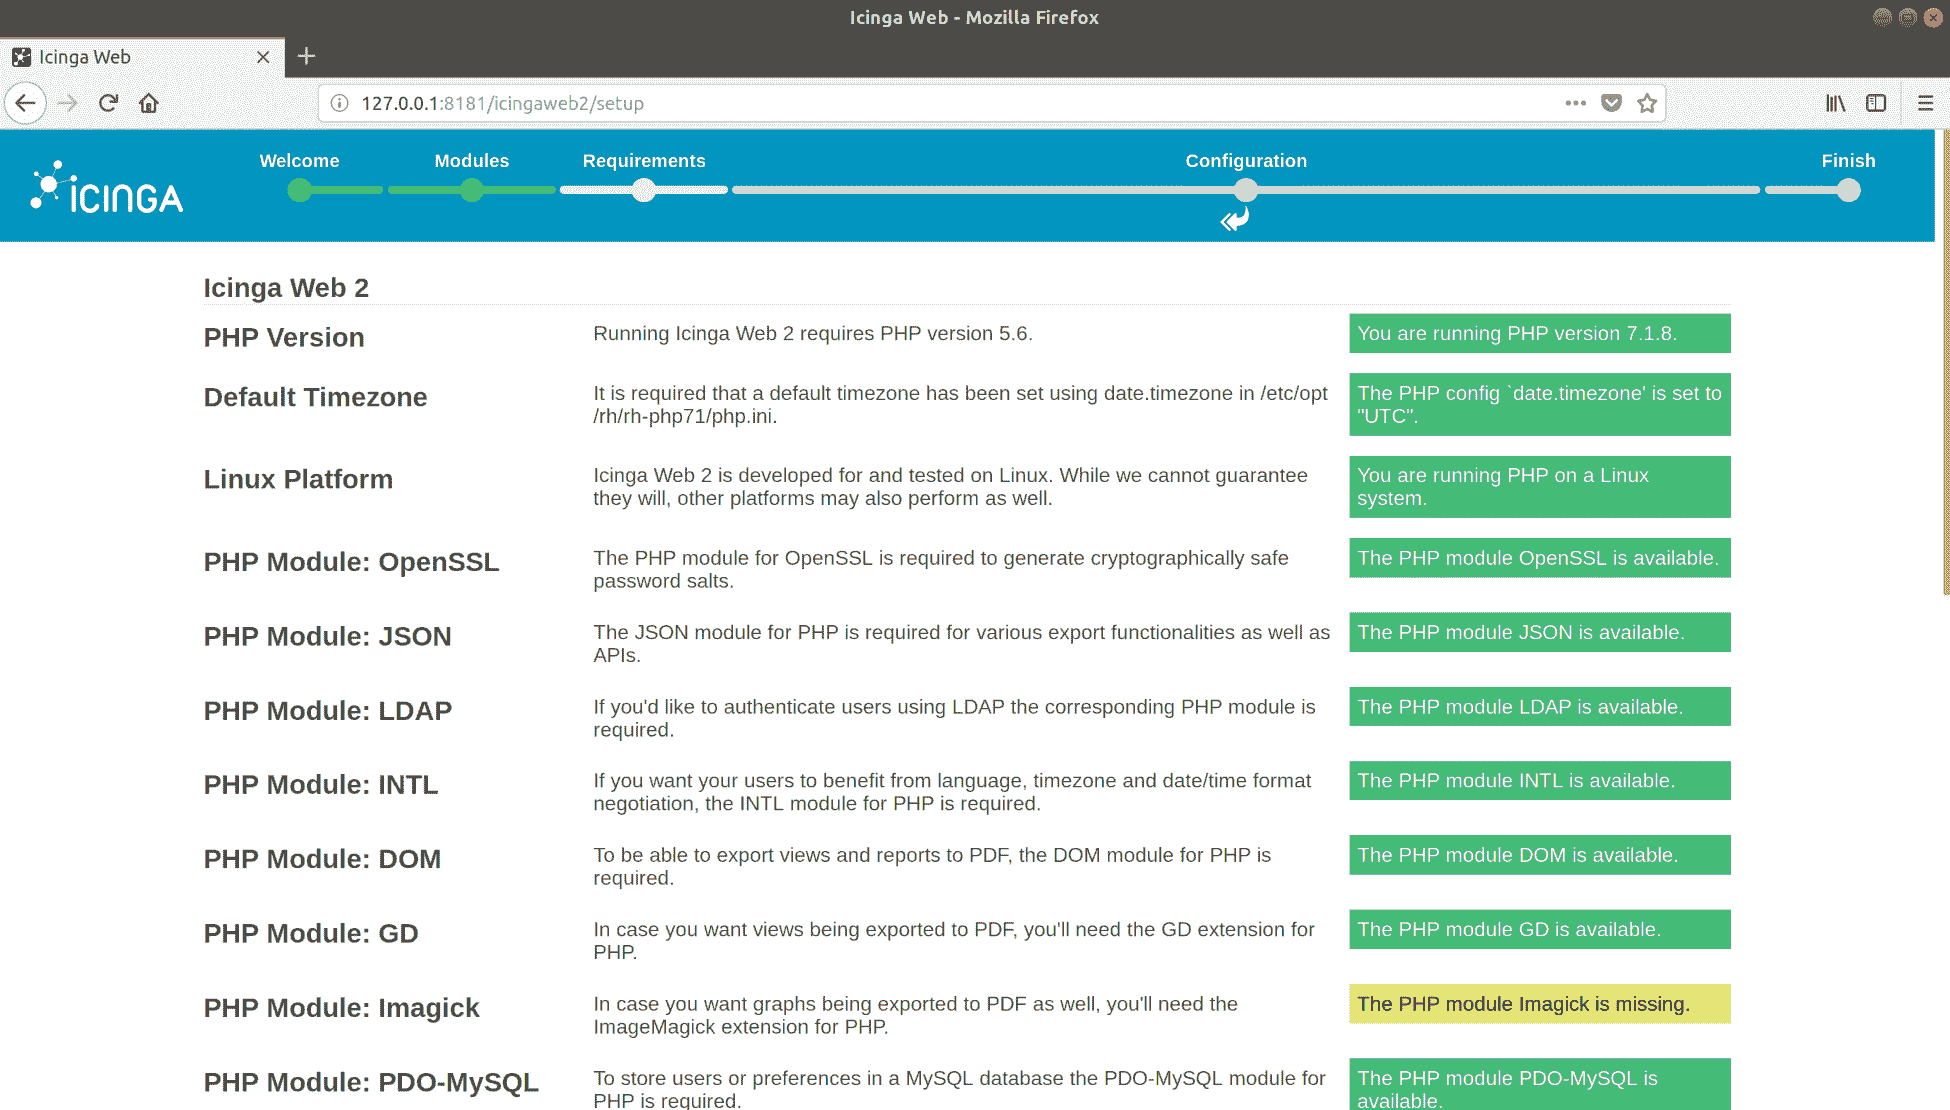 Icinga Web - Mozilla Firefox
Icinga Web
127.0.0.1:8181/icingaweb2/setup
Welcome
Modules
Requirements
Configuration
Finish
ICINGA
Icinga Web 2
PHP Version
Running Icinga Web 2 requires PHP version 5.6.
You are running PHP version 7.1.8.
Default Timezone
It is required that a default timezone has been set using date.timezone in /etc/opt
/rh/rh-php71/php.ini.
The PHP config `date.timezone' is set to
"UTC".
Linux Platform
Icinga Web 2 is developed for and tested on Linux. While we cannot guarantee
they will, other platforms may also perform as well.
You are running PHP on a Linux
system.
PHP Module: OpenSSL
The PHP module for OpenSSL is required to generate cryptographically safe
password salts.
The PHP module OpenSSL is available.
PHP Module: JSON
The JSON module for PHP is required for various export functionalities as well as
APIs.
The PHP module JSON is available.
PHP Module: LDAP
If you'd like to authenticate users using LDAP the corresponding PHP module is
required.
The PHP module LDAP is available.
PHP Module: INTL
If you want your users to benefit from language, timezone and date/time format
negotiation, the INTL module for PHP is required.
The PHP module INTL is available.
PHP Module: DOM
To be able to export views and reports to PDF, the DOM module for PHP is
required.
The PHP module DOM is available.
PHP Module: GD
In case you want views being exported to PDF, you'll need the GD extension for
PHP.
The PHP module GD is available.
PHP Module: Imagick
In case you want graphs being exported to PDF as well, you'll need the
ImageMagick extension for PHP.
The PHP module Imagick is missing.
PHP Module: PDO-MySQL
To store users or preferences in a MySQL database the PDO-MySQL module for
PHP is required.
The PHP module PDO-MySQL is
available.